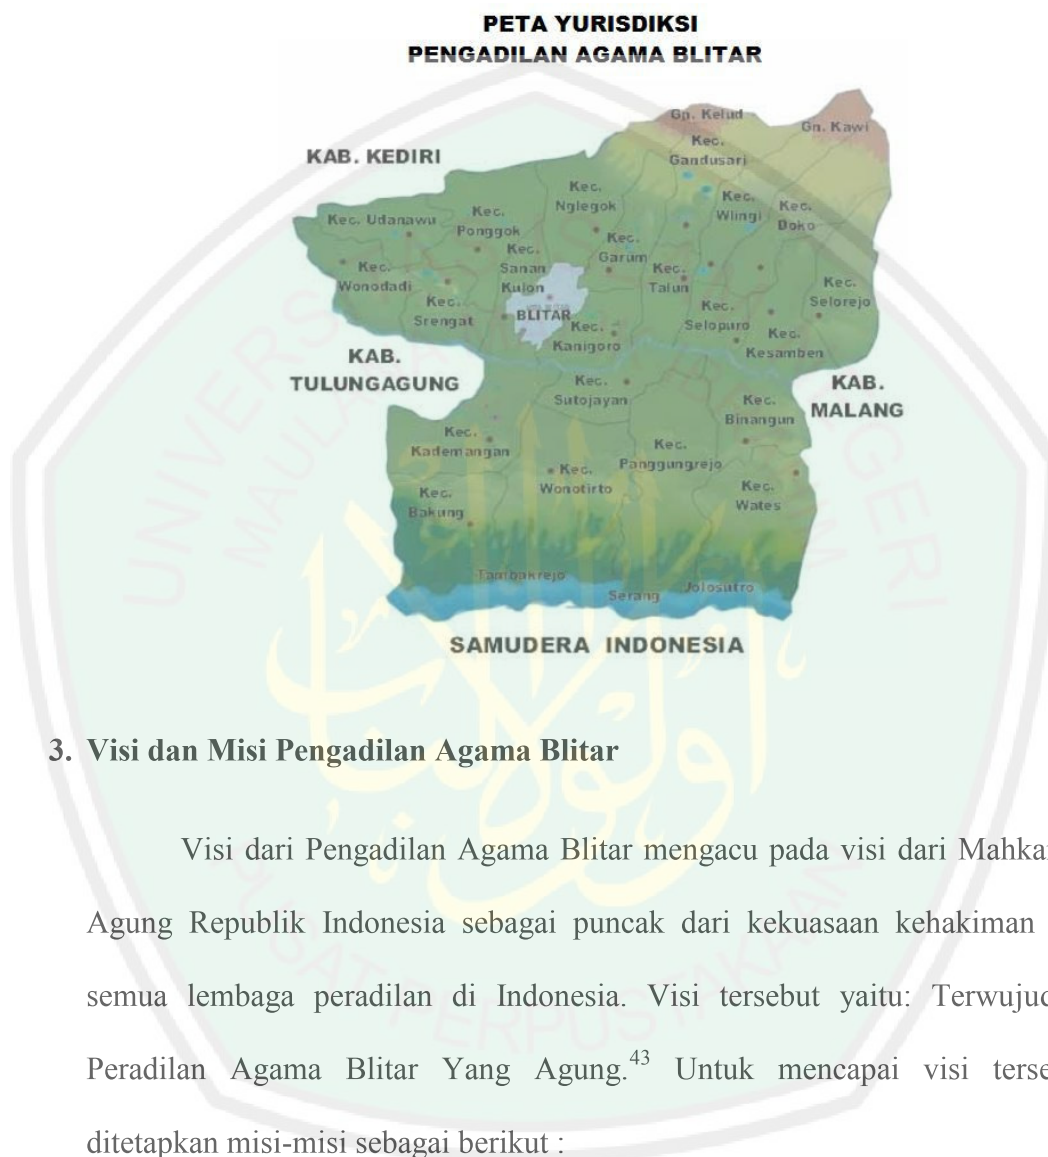 PETA YURISDIKSI
PENGADILAN AGAMA BLITAR
Gn. Kelud
Gn. Kawi
Kec.
Gandusari
KAB. KEDIRI
Kec.
Nglegok
Kec.
Wlingi
Kec.
Doko
Kec. Udanawu
Kec.
Ponggok
Kec.
Garum
Kec.
Sanan
Kulon
Kec.
Wonodadi
Kec.
Talun
Kec.
Selorejo
Kec.
Srengat
BLITAR
Kec.
Selopuro
Kec.
Kanigoro
Kec.
Kesamben
KAB.
TULUNGAGUNG
Kec.
Sutojayan
KAB.
MALANG
Kec.
Binangun
Kec.
Kademangan
Kec.
Panggungrejo
Kec.
Wonotirto
Kec.
Wates
Kec.
Bakung
Tambakrejo
Serang
Jolosutro
SAMUDERA INDONESIA
3. Visi dan Misi Pengadilan Agama Blitar
Visi dari Pengadilan Agama Blitar mengacu pada visi dari
Agung Republik Indonesia sebagai puncak dari kekuasaan kehakiman
semua lembaga peradilan di Indonesia. Visi tersebut yaitu:
Peradilan Agama Blitar Yang Agung.43 Untuk mencapai visi
ditetapkan misi-misi sebagai berikut :
PUSAT PERPUSTAKAAN